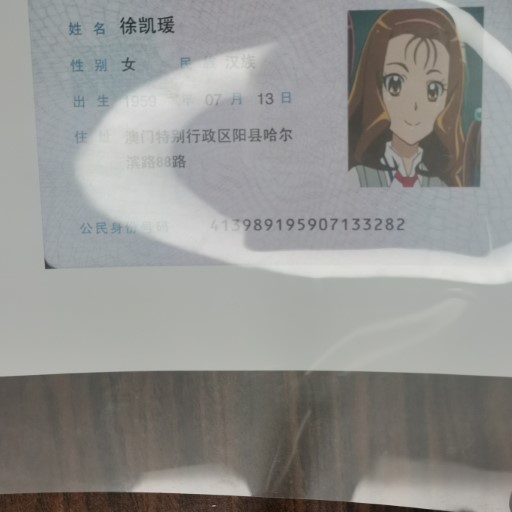 姓名 徐凯瑗
性别 女 民族 汉族
出生 1959 年 07 月 13 日
住址 澳门特别行政区阳县哈尔
滨路88路
公民身份号码 413989195907133282